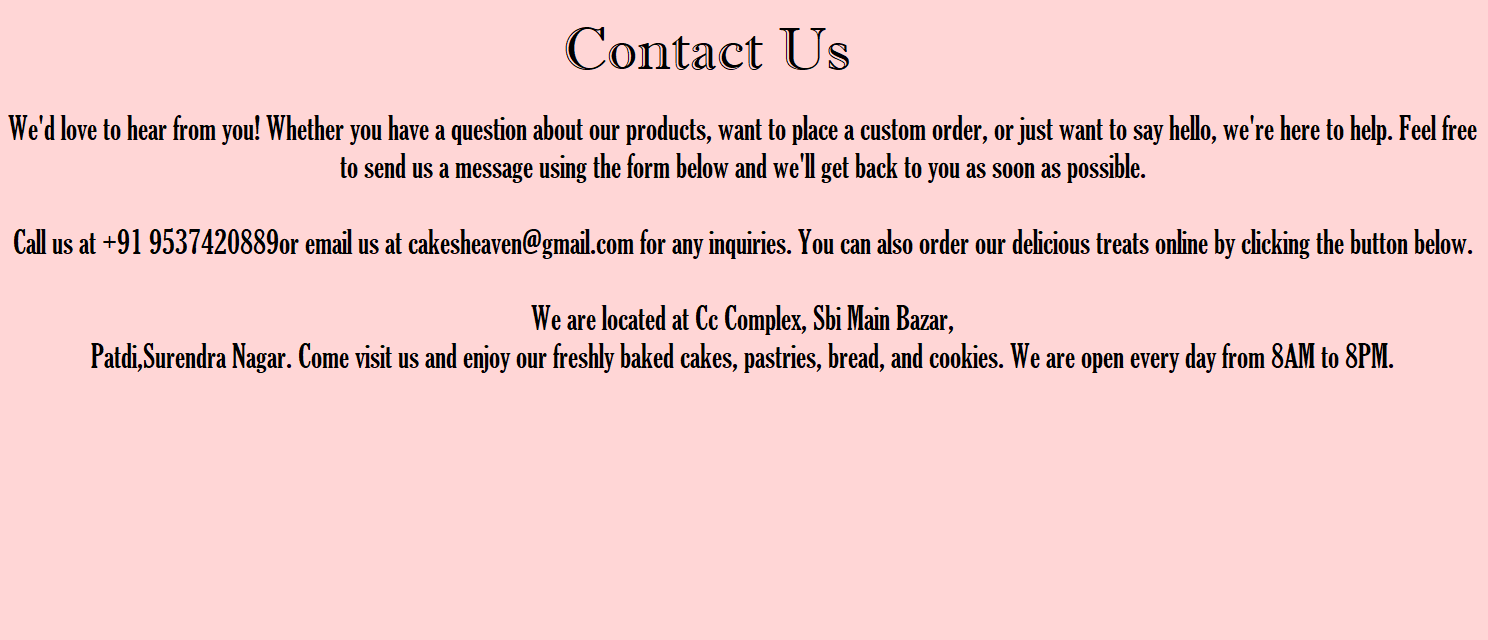 Contact Us
We'd love to hear from you! Whether you have a question about our products, want to place a custom order, or just want to say hello, we're here to help. Feel free
to send us a message using the form below and we'll get back to you as soon as possible.
Call us at +91 9537420889or email us at cakesheaven@gmail.com for any inquiries. You can also order our delicious treats online by clicking the button below.
We are located at Cc Complex, Sbi Main Bazar,
Patdi,Surendra Nagar. Come visit us and enjoy our freshly baked cakes, pastries, bread, and cookies. We are open every day from 8AM to 8PM.